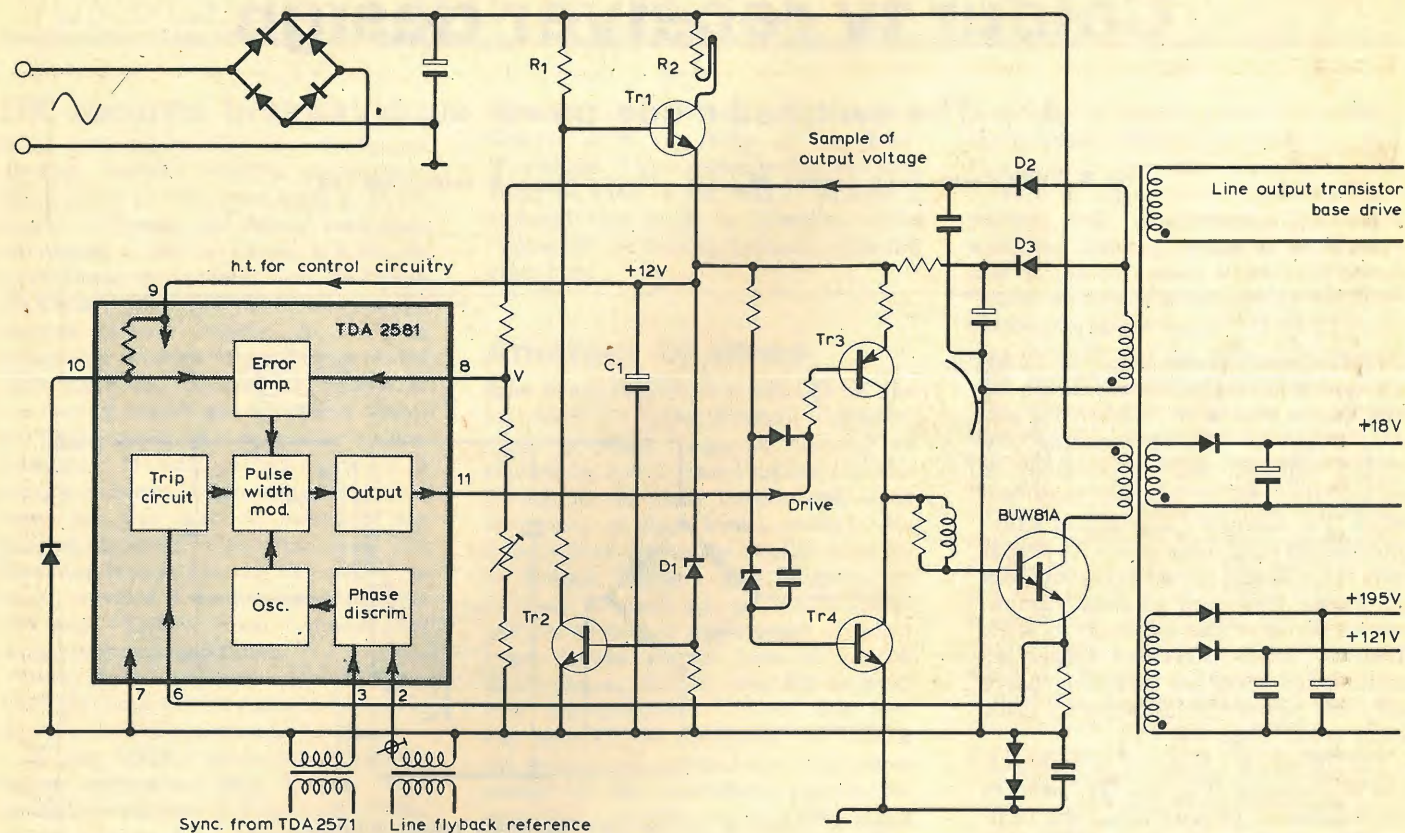 R1
R2
Tr1
Sample of
output voltage
D2
Line output transistor
base drive
D3
h.t. for control circuitry
+12V
9
TDA 2581
Tr3
10
Error
amp.
8
V
C1
+18V
Trip
circuit
Pulse
width
mod.
Output
11
Drive
BUW81A
D1
Osc.
Phase
discrim.
Tr2
Tr4
+195V
+121V
7
6
3
2
Sync. from TDA2571
Line flyback reference